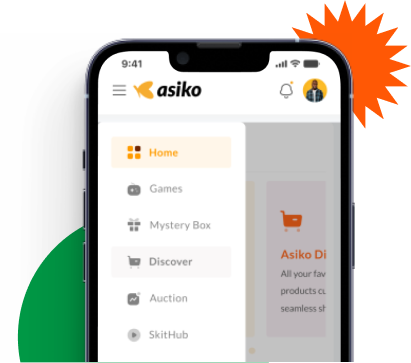 9:41
asiko
Home
Games
Mystery Box
Discover
Auction
SkitHub
Asiko Di
All your fav
products cu
seamless sh